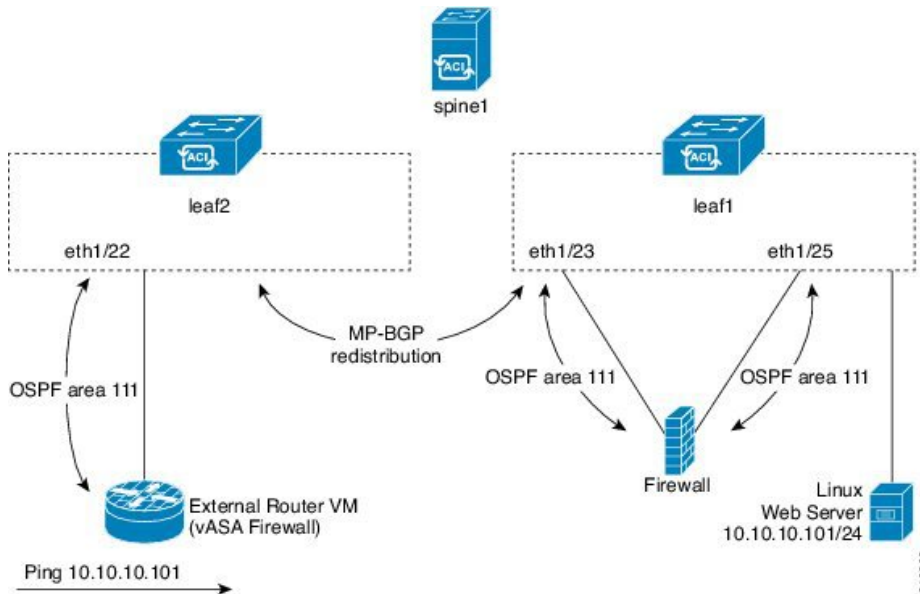 ACI
spine1
ACI
leaf2
ACI
leaf1
eth1/22
eth1/23
eth1/25
MP-BGP
redistribution
OSPF area 111
OSPF area 111
OSPF area 111
Firewall
External Router VM
(vASA Firewall)
Linux
Web Server
10.10.10.101/24
Ping 10.10.10.101